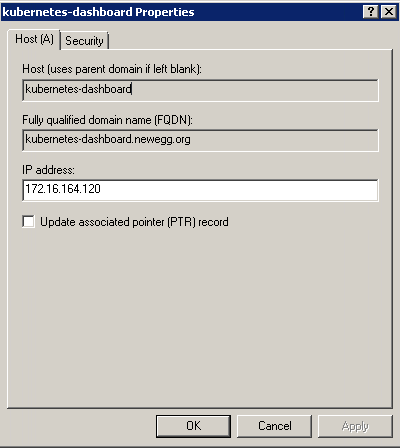 kubernetes-dashboard Properties
Host (A)
Security
Host (uses parent domain if left blank):
kubernetes-dashboard
Fully qualified domain name (FQDN):
kubernetes-dashboard.newegg.org
IP address:
172.16.164.120
Update associated pointer (PTR) record
OK
Cancel
Apply